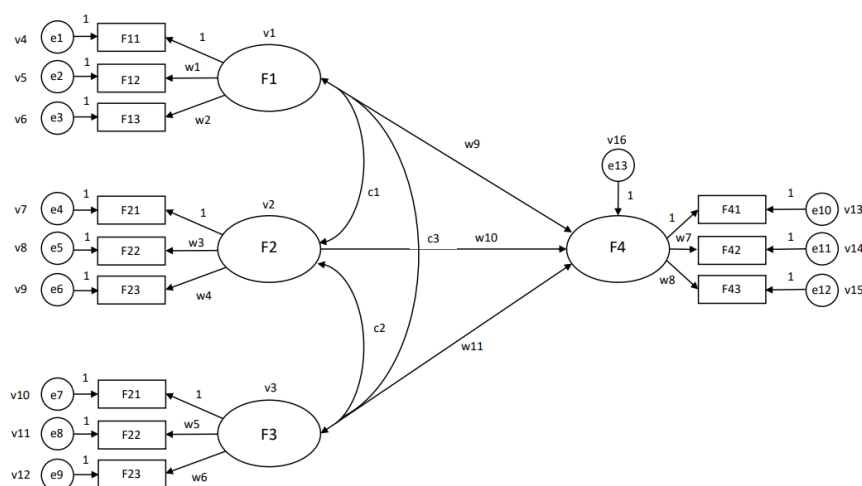 v1
v4 e1 1 F11 1
v5 e2 1 F12 w1 F1
v6 e3 1 F13 w2
w9
v16
e13
c1
1
v2
v7 e4 1 F21 1
v8 e5 1 F22 w3 F2
v9 e6 1 F23 w4
c3 w10
F4
1 F41 1 e10 v13
w7 F42 1 e11 v14
w8 F43 1 e12 v15
c2
w11
v3
v10 e7 1 F21 1
v11 e8 1 F22 w5 F3
v12 e9 1 F23 w6